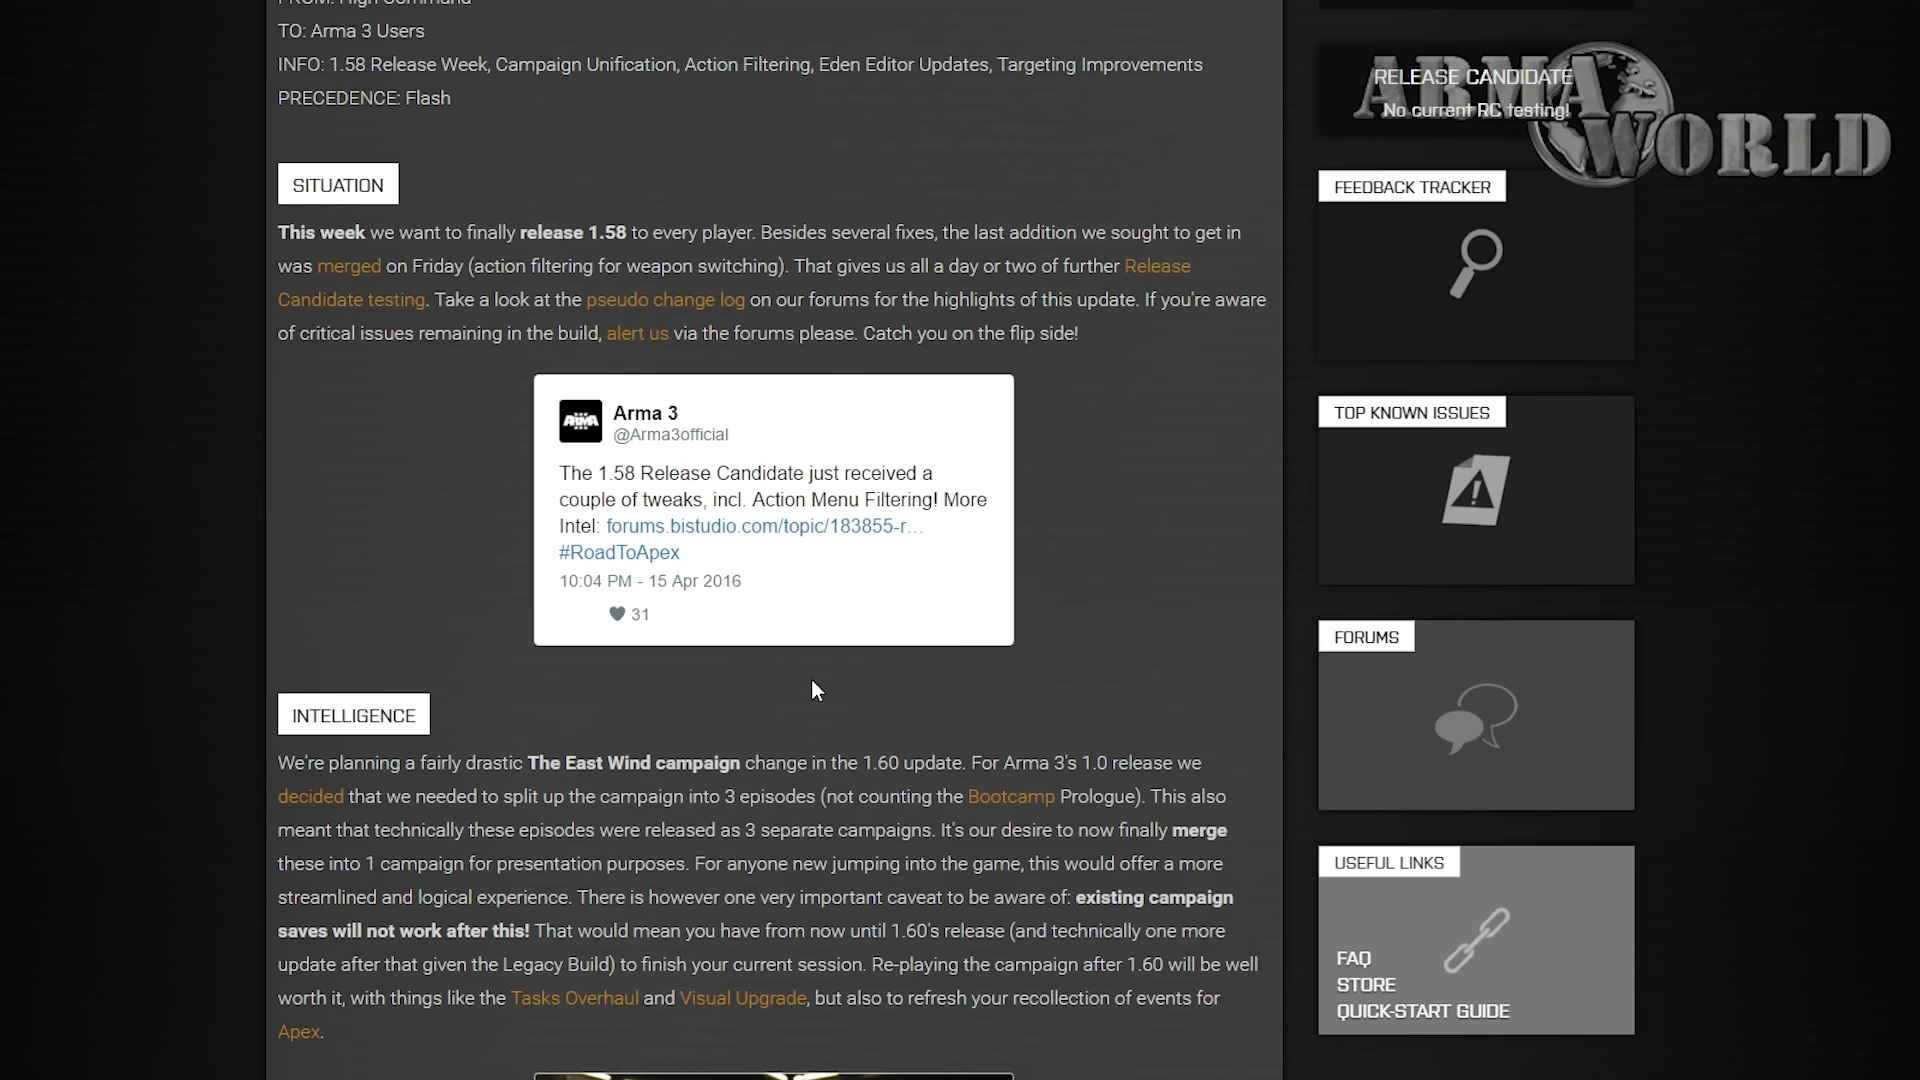 FROM: High Command
TO: Arma 3 Users
INFO: 1.58 Release Week, Campaign Unification, Action Filtering, Eden Editor Updates, Targeting Improvements
PRECEDENCE: Flash
SITUATION
This week we want to finally release 1.58 to every player. Besides several fixes, the last addition we sought to get in
was merged on Friday (action filtering for weapon switching). That gives us all a day or two of further Release
Candidate testing. Take a look at the pseudo change log on our forums for the highlights of this update. If you're aware
of critical issues remaining in the build, alert us via the forums please. Catch you on the flip side!
ARMA
Arma 3
@Arma3official
The 1.58 Release Candidate just received a
couple of tweaks, incl. Action Menu Filtering! More
Intel: forums.bistudio.com/topic/183855-r…
#RoadToApex
10:04 PM - 15 Apr 2016
31
INTELLIGENCE
We're planning a fairly drastic The East Wind campaign change in the 1.60 update. For Arma 3's 1.0 release we
decided that we needed to split up the campaign into 3 episodes (not counting the Bootcamp Prologue). This also
meant that technically these episodes were released as 3 separate campaigns. It's our desire to now finally merge
these into 1 campaign for presentation purposes. For anyone new jumping into the game, this would offer a more
streamlined and logical experience. There is however one very important caveat to be aware of: existing campaign
saves will not work after this! That would mean you have from now until 1.60's release (and technically one more
update after that given the Legacy Build) to finish your current session. Re-playing the campaign after 1.60 will be well
worth it, with things like the Tasks Overhaul and Visual Upgrade, but also to refresh your recollection of events for
Apex.
RELEASE CANDIDATE
No current RC testing!
ARMA
WORLD
FEEDBACK TRACKER
TOP KNOWN ISSUES
FORUMS
USEFUL LINKS
FAQ
STORE
QUICK-START GUIDE